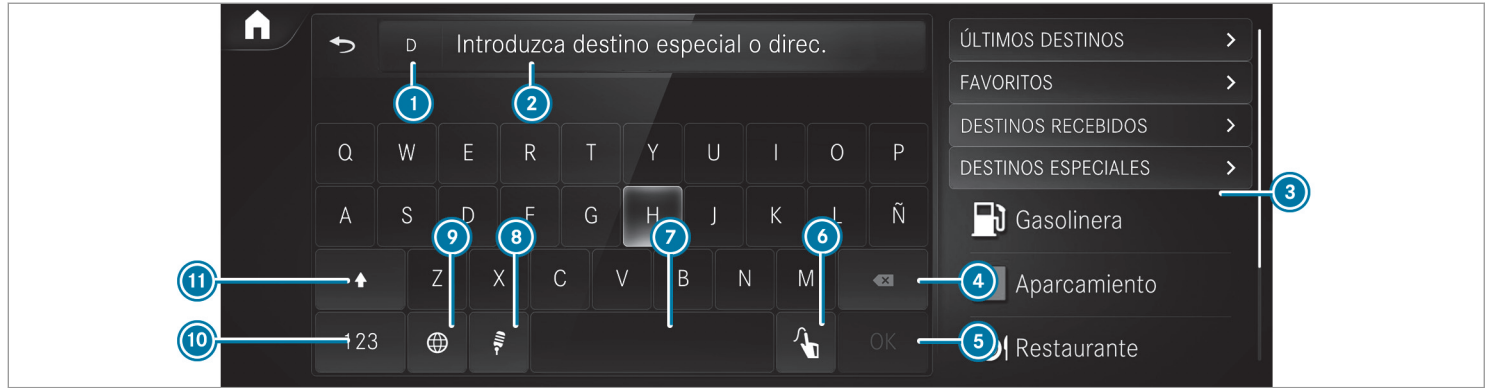 D Introduzca destino especial o direc.
1 2
Q W E R T Y U I O P
A S D F G H J K L Ñ
9 8 7 6
11 Z X C V B N M 4
10 123 OK 5
ÚLTIMOS DESTINOS
FAVORITOS
DESTINOS RECEBIDOS
DESTINOS ESPECIALES
3
Gasolinera
Aparcamiento
Restaurante